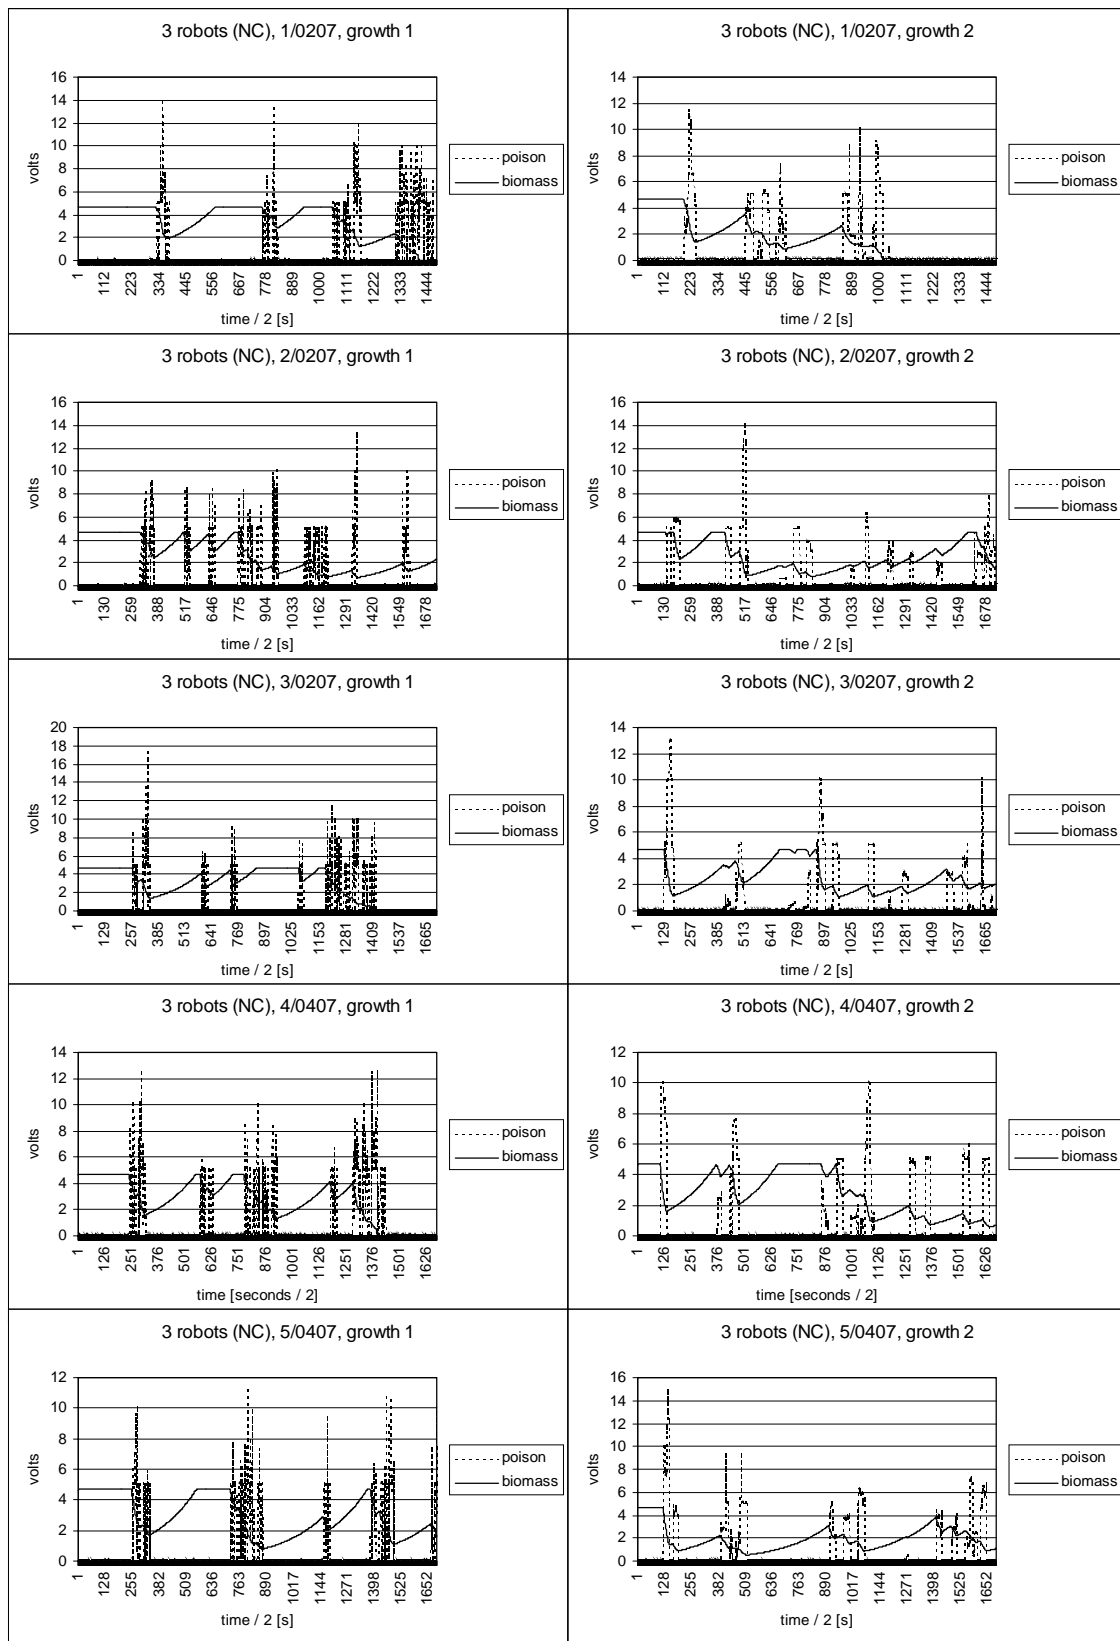 3 robots (NC), 1/0207, growth 1
16
14
12
10
8
6
4
2
0
volts
1 112 223 334 445 556 667 778 889 1000 1111 1222 1333 1444
time / 2 [s]
poison
biomass
3 robots (NC), 1/0207, growth 2
14
12
10
8
6
4
2
0
volts
1 112 223 334 445 556 667 778 889 1000 1111 1222 1333 1444
time / 2 [s]
poison
biomass
3 robots (NC), 2/0207, growth 1
16
14
12
10
8
6
4
2
0
volts
1 130 259 388 517 646 775 904 1033 1162 1291 1420 1549 1678
time / 2 [s]
poison
biomass
3 robots (NC), 2/0207, growth 2
16
14
12
10
8
6
4
2
0
volts
1 130 259 388 517 646 775 904 1033 1162 1291 1420 1549 1678
time / 2 [s]
poison
biomass
3 robots (NC), 3/0207, growth 1
20
18
16
14
12
10
8
6
4
2
0
volts
1 129 257 385 513 641 769 897 1025 1153 1281 1409 1537 1665
time / 2 [s]
poison
biomass
3 robots (NC), 3/0207, growth 2
14
12
10
8
6
4
2
0
volts
1 129 257 385 513 641 769 897 1025 1153 1281 1409 1537 1665
time / 2 [s]
poison
biomass
3 robots (NC), 4/0407, growth 1
14
12
10
8
6
4
2
0
volts
1 126 251 376 501 626 751 876 1001 1126 1251 1376 1501 1626
time [seconds / 2]
poison
biomass
3 robots (NC), 4/0407, growth 2
12
10
8
6
4
2
0
volts
1 126 251 376 501 626 751 876 1001 1126 1251 1376 1501 1626
time [seconds / 2]
poison
biomass
3 robots (NC), 5/0407, growth 1
12
10
8
6
4
2
0
volts
1 128 255 382 509 636 763 890 1017 1144 1271 1398 1525 1652
time / 2 [s]
poison
biomass
3 robots (NC), 5/0407, growth 2
16
14
12
10
8
6
4
2
0
volts
1 128 255 382 509 636 763 890 1017 1144 1271 1398 1525 1652
time / 2 [s]
poison
biomass